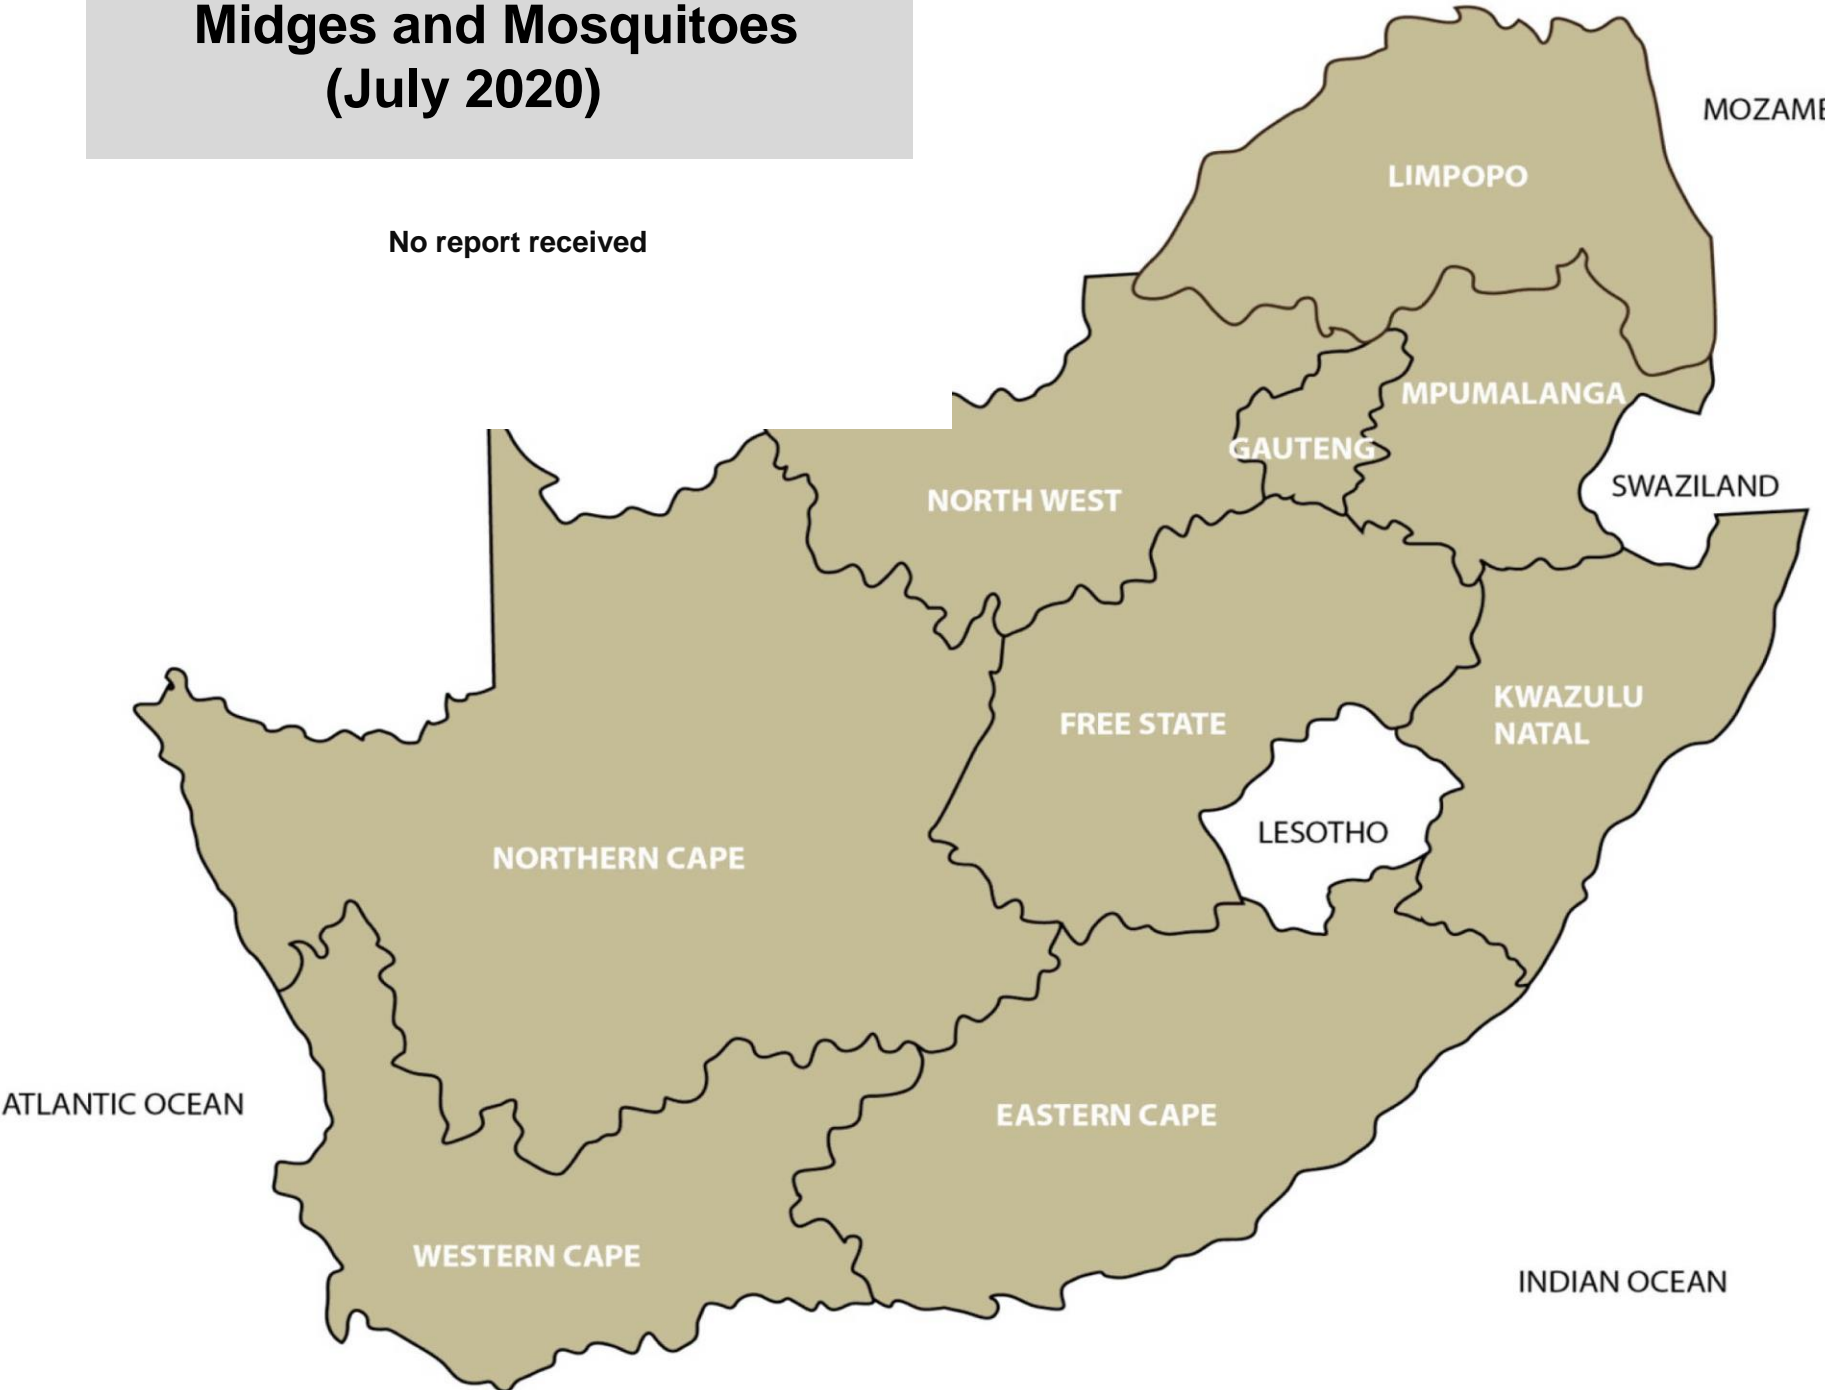 Midges and Mosquitoes
(July 2020)
MOZAMB
LIMPOPO
No report received
MPUMALANGA
GAUTENG
SWAZILAND
NORTH WEST
KWAZULU
NATAL
FREE STATE
LESOTHO
NORTHERN CAPE
ATLANTIC OCEAN
EASTERN CAPE
WESTERN CAPE
INDIAN OCEAN